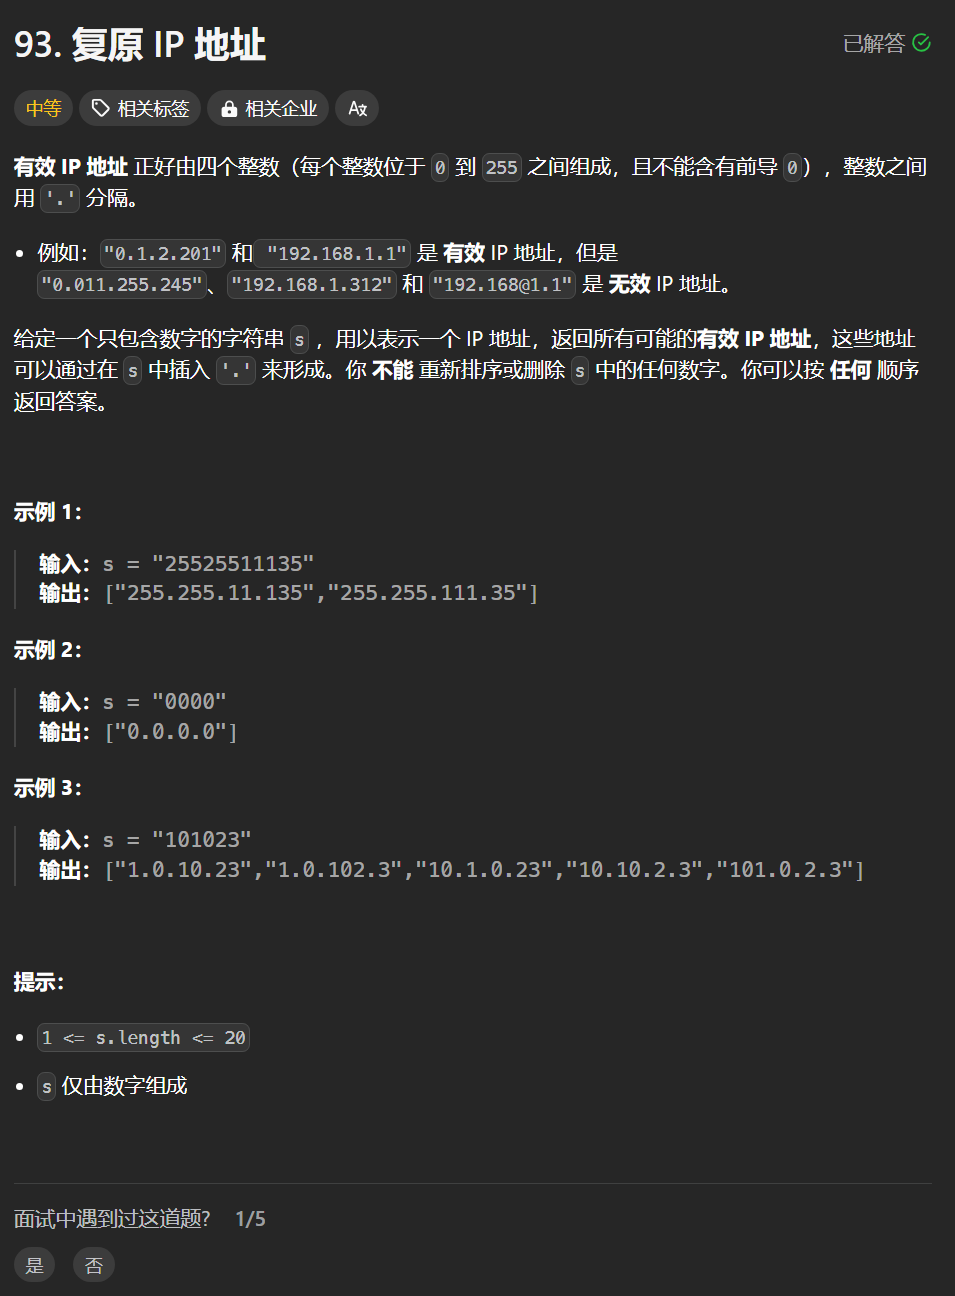 93. 复原 IP 地址
已解答
中等
相关标签
相关企业
有效 IP 地址 正好由四个整数（每个整数位于 0 到 255 之间组成，且不能含有前导 0），整数之间
用 '.' 分隔。
• 例如："0.1.2.201" 和 "192.168.1.1" 是 有效 IP 地址，但是
"0.011.255.245"、"192.168.1.312" 和 "192.168@1.1" 是 无效 IP 地址。
给定一个只包含数字的字符串 s ，用以表示一个 IP 地址，返回所有可能的有效 IP 地址，这些地址
可以通过在 s 中插入 '.' 来形成。你 不能 重新排序或删除 s 中的任何数字。你可以按 任何 顺序
返回答案。
示例 1：
输入：s = "25525511135"
输出：["255.255.11.135","255.255.111.35"]
示例 2：
输入：s = "0000"
输出：["0.0.0.0"]
示例 3：
输入：s = "101023"
输出：["1.0.10.23","1.0.102.3","10.1.0.23","10.10.2.3","101.0.2.3"]
提示：
• 1 <= s.length <= 20
• s 仅由数字组成
面试中遇到过这道题? 1/5
是
否